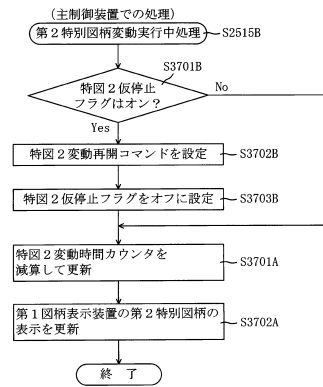 (主制御装置での処理)
第2特別図柄変動実行中処理
S2515B
S3701B
特図2仮停止
フラグはオン?
No
Yes
特図2変動再開コマンドを設定
S3702B
特図2仮停止フラグをオフに設定
S3703B
特図2変動時間カウンタを
減算して更新
S3701A
第1図柄表示装置の第2特別図柄の
表示を更新
S3702A
終 了